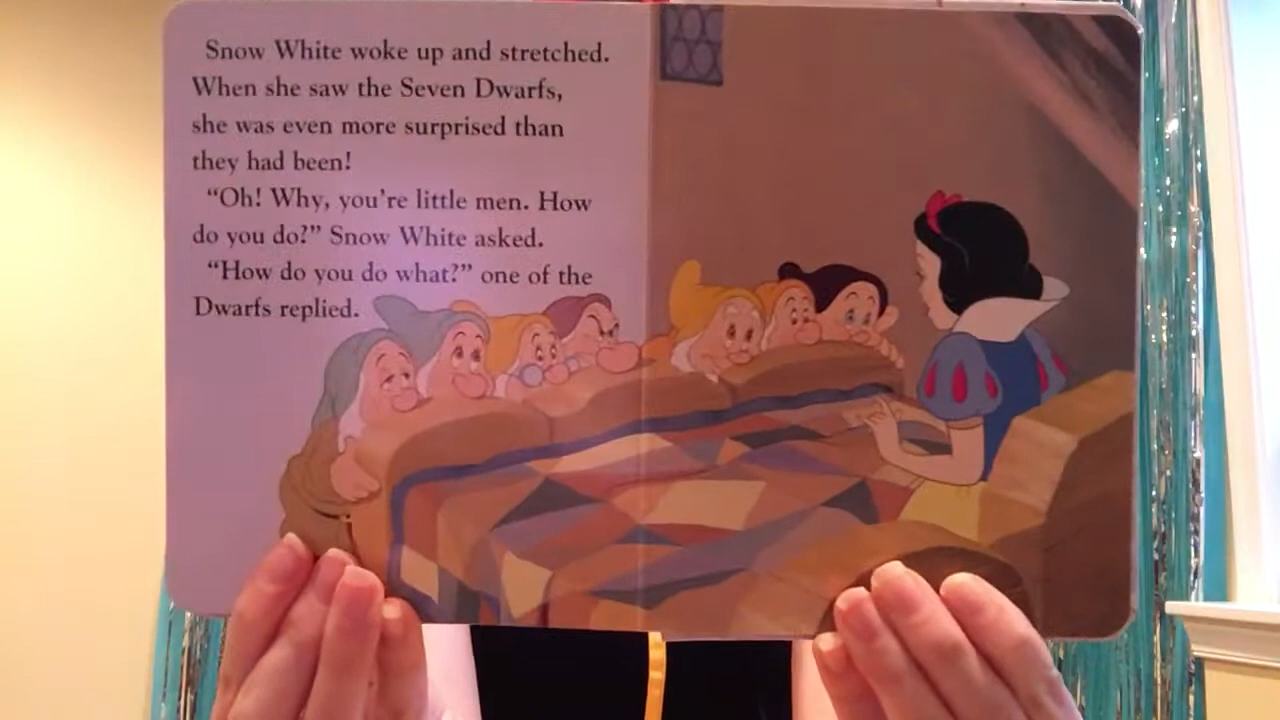 Snow White woke up and stretched.
When she saw the Seven Dwarfs,
she was even more surprised than
they had been!
“Oh! Why, you’re little men. How
do you do?” Snow White asked.
“How do you do what?” one of the
Dwarfs replied.